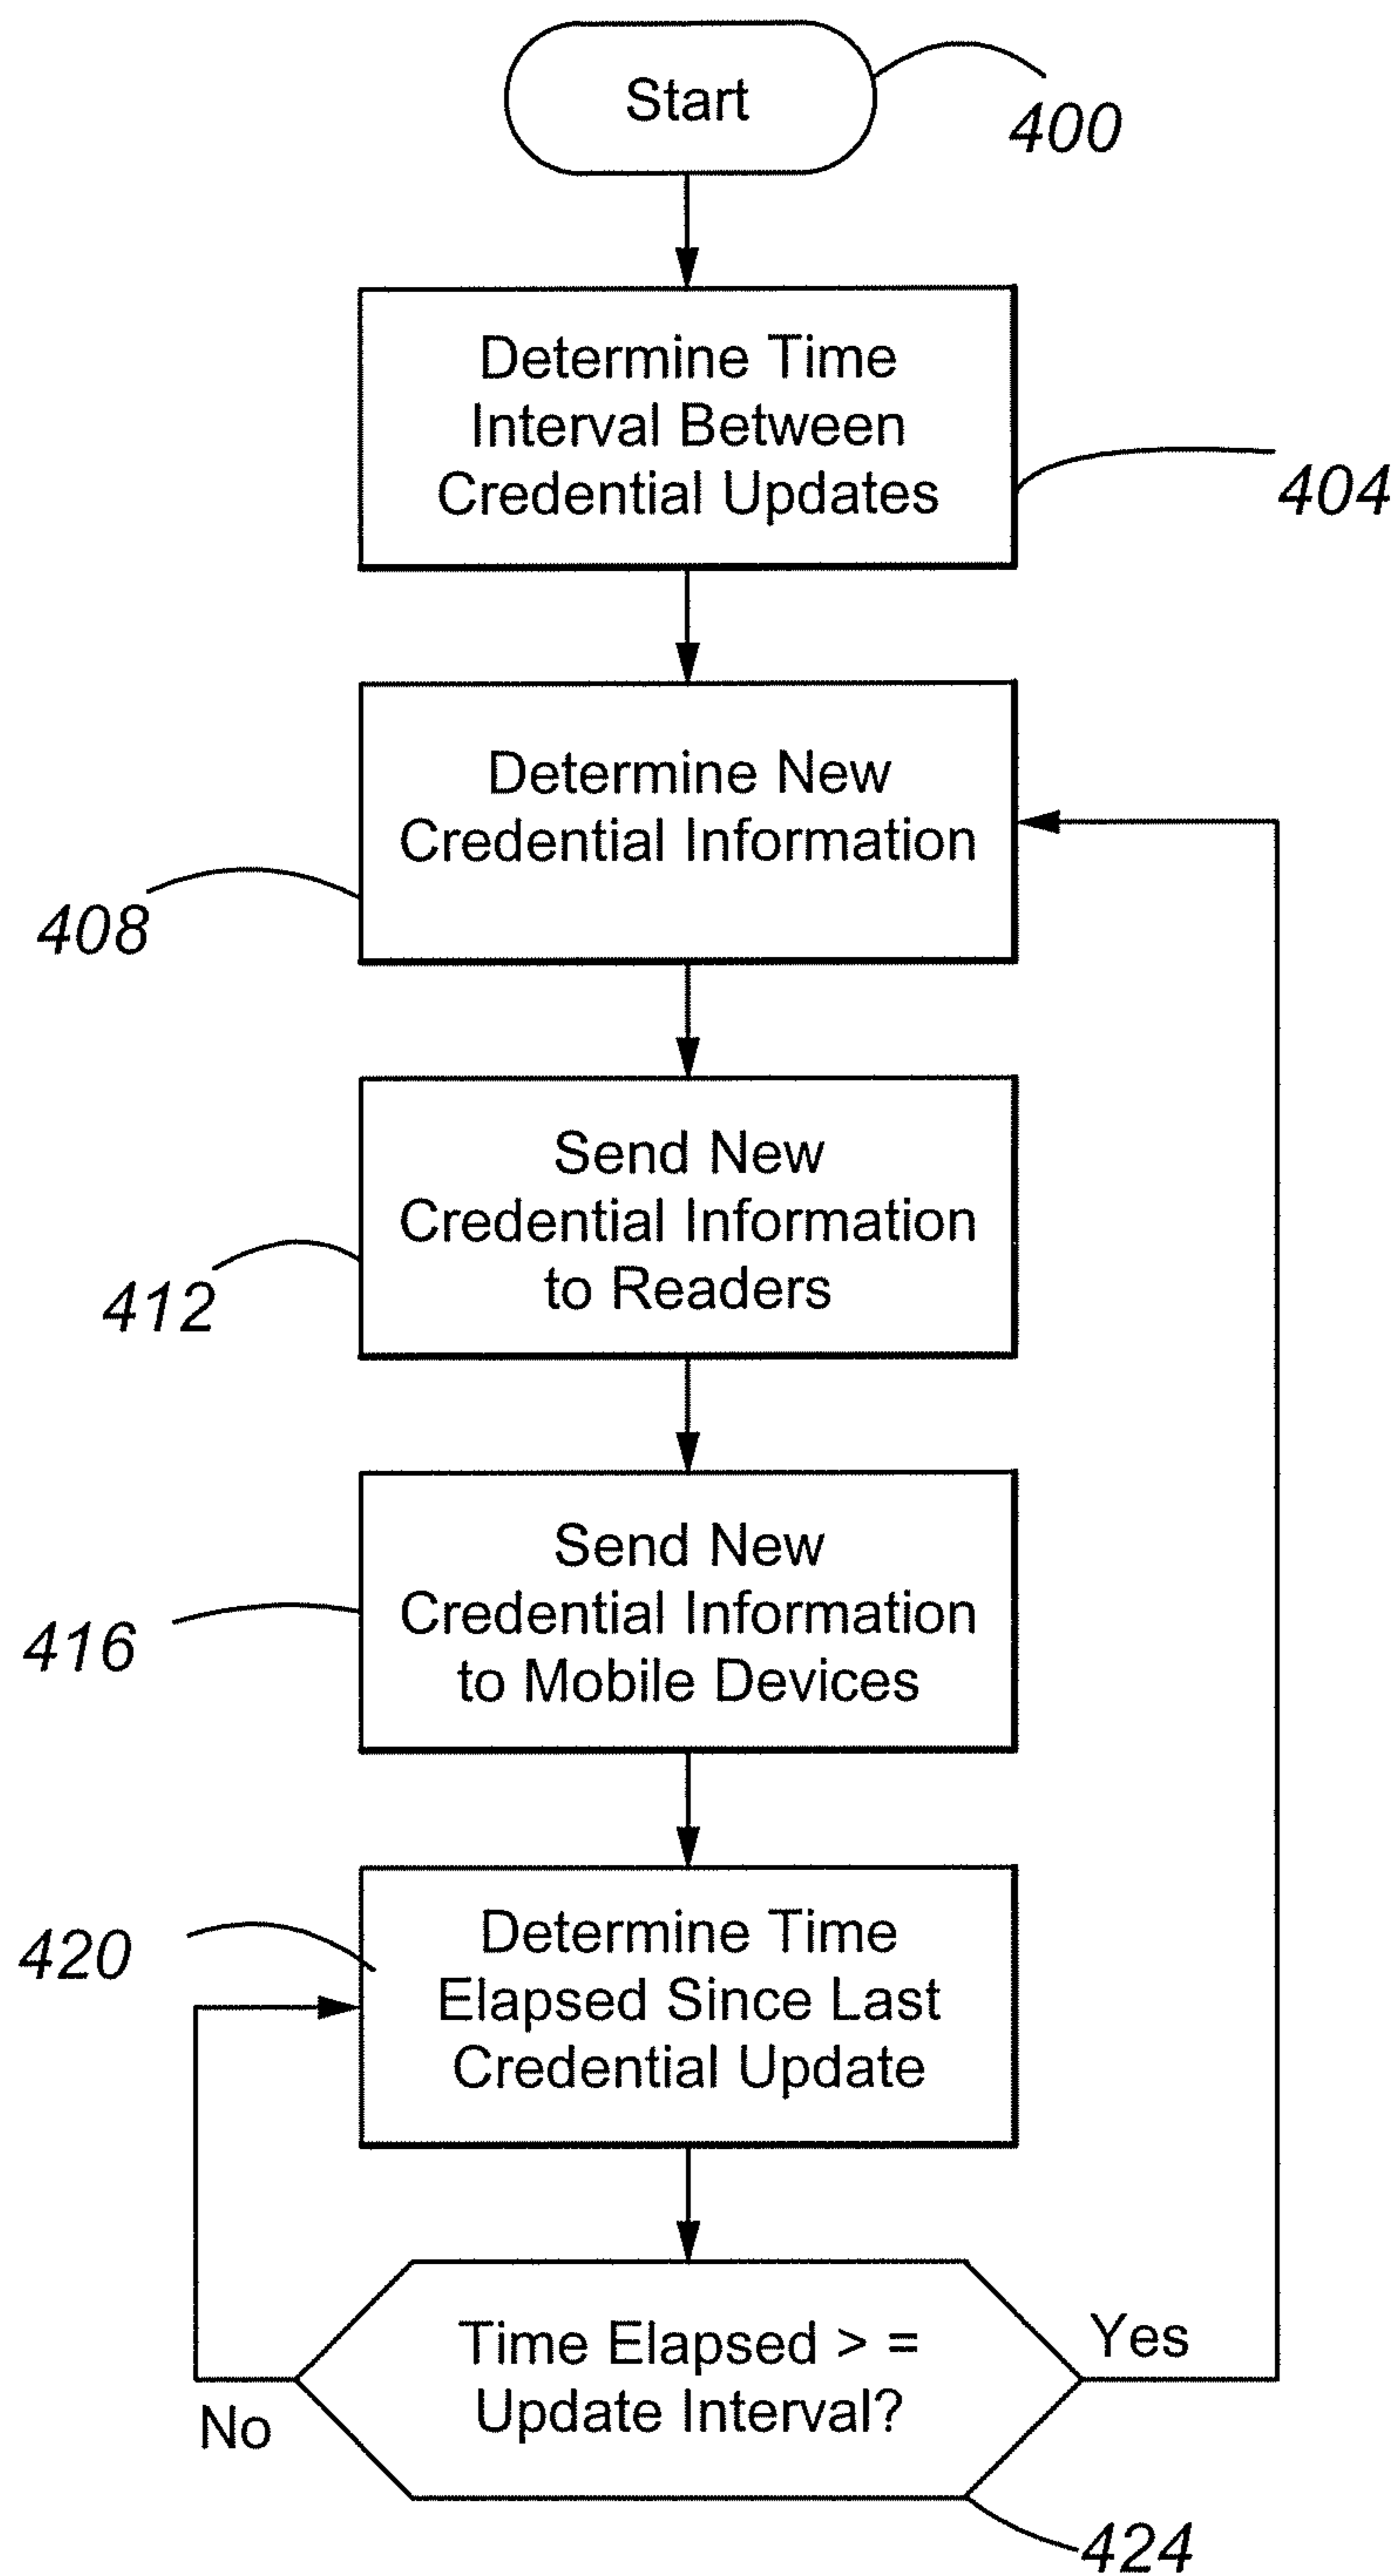 Start
400
Determine Time
Interval Between
Credential Updates
404
Determine New
Credential Information
408
Send New
Credential Information
to Readers
412
Send New
Credential Information
to Mobile Devices
416
Determine Time
Elapsed Since Last
Credential Update
420
Time Elapsed > =
Update Interval?
Yes
No
424